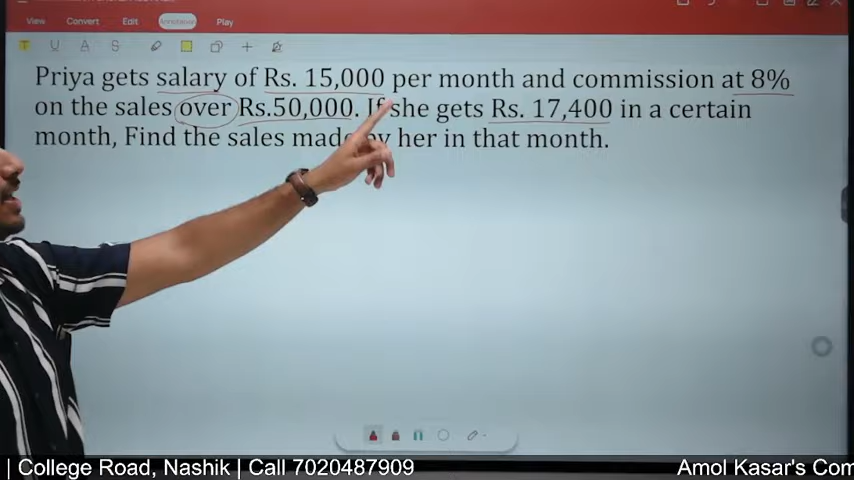 View Convert Edit Annotation Play
T U A S
Priya gets salary of Rs. 15,000 per month and commission at 8%
on the sales over Rs.50,000. If she gets Rs. 17,400 in a certain
month, Find the sales made by her in that month.
| College Road, Nashik | Call 7020487909
Amol Kasar's Com